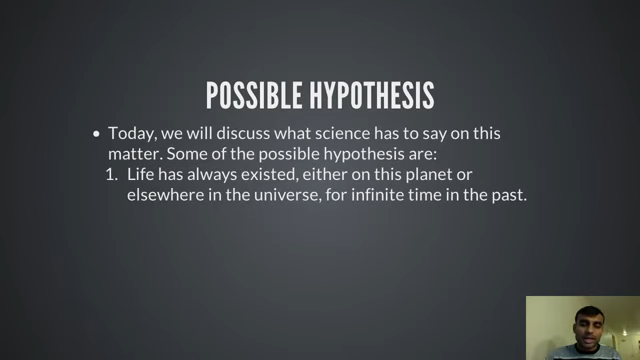 POSSIBLE HYPOTHESIS
• Today, we will discuss what science has to say on this
matter. Some of the possible hypothesis are:
1. Life has always existed, either on this planet or
elsewhere in the universe, for infinite time in the past.